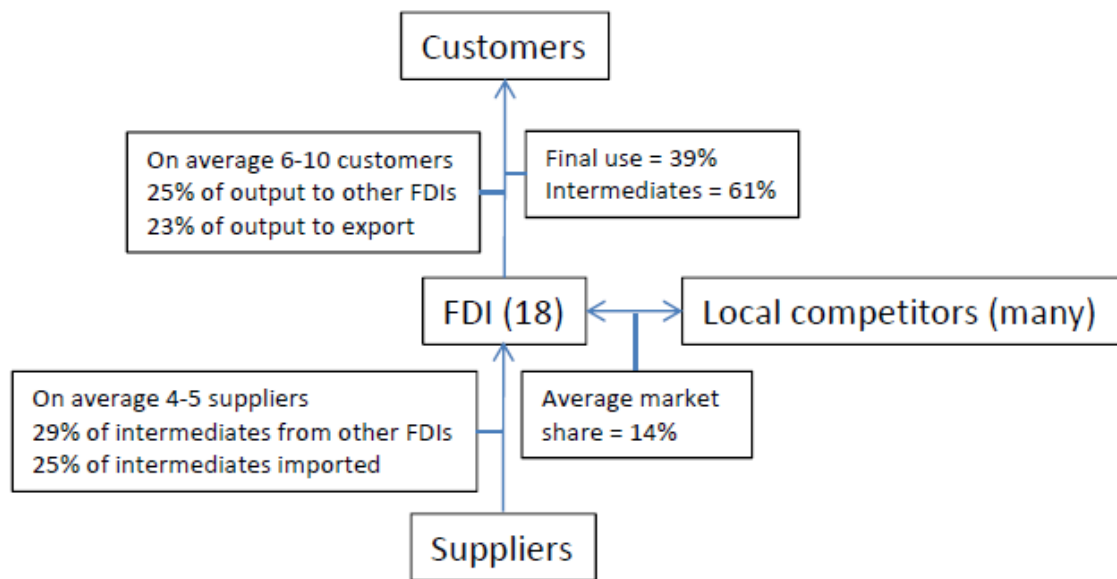 Customers
On average 6-10 customers
25% of output to other FDIs
23% of output to export
Final use = 39%
Intermediates = 61%
FDI (18)
Local competitors (many)
On average 4-5 suppliers
29% of intermediates from other FDIs
25% of intermediates imported
Average market
share = 14%
Suppliers